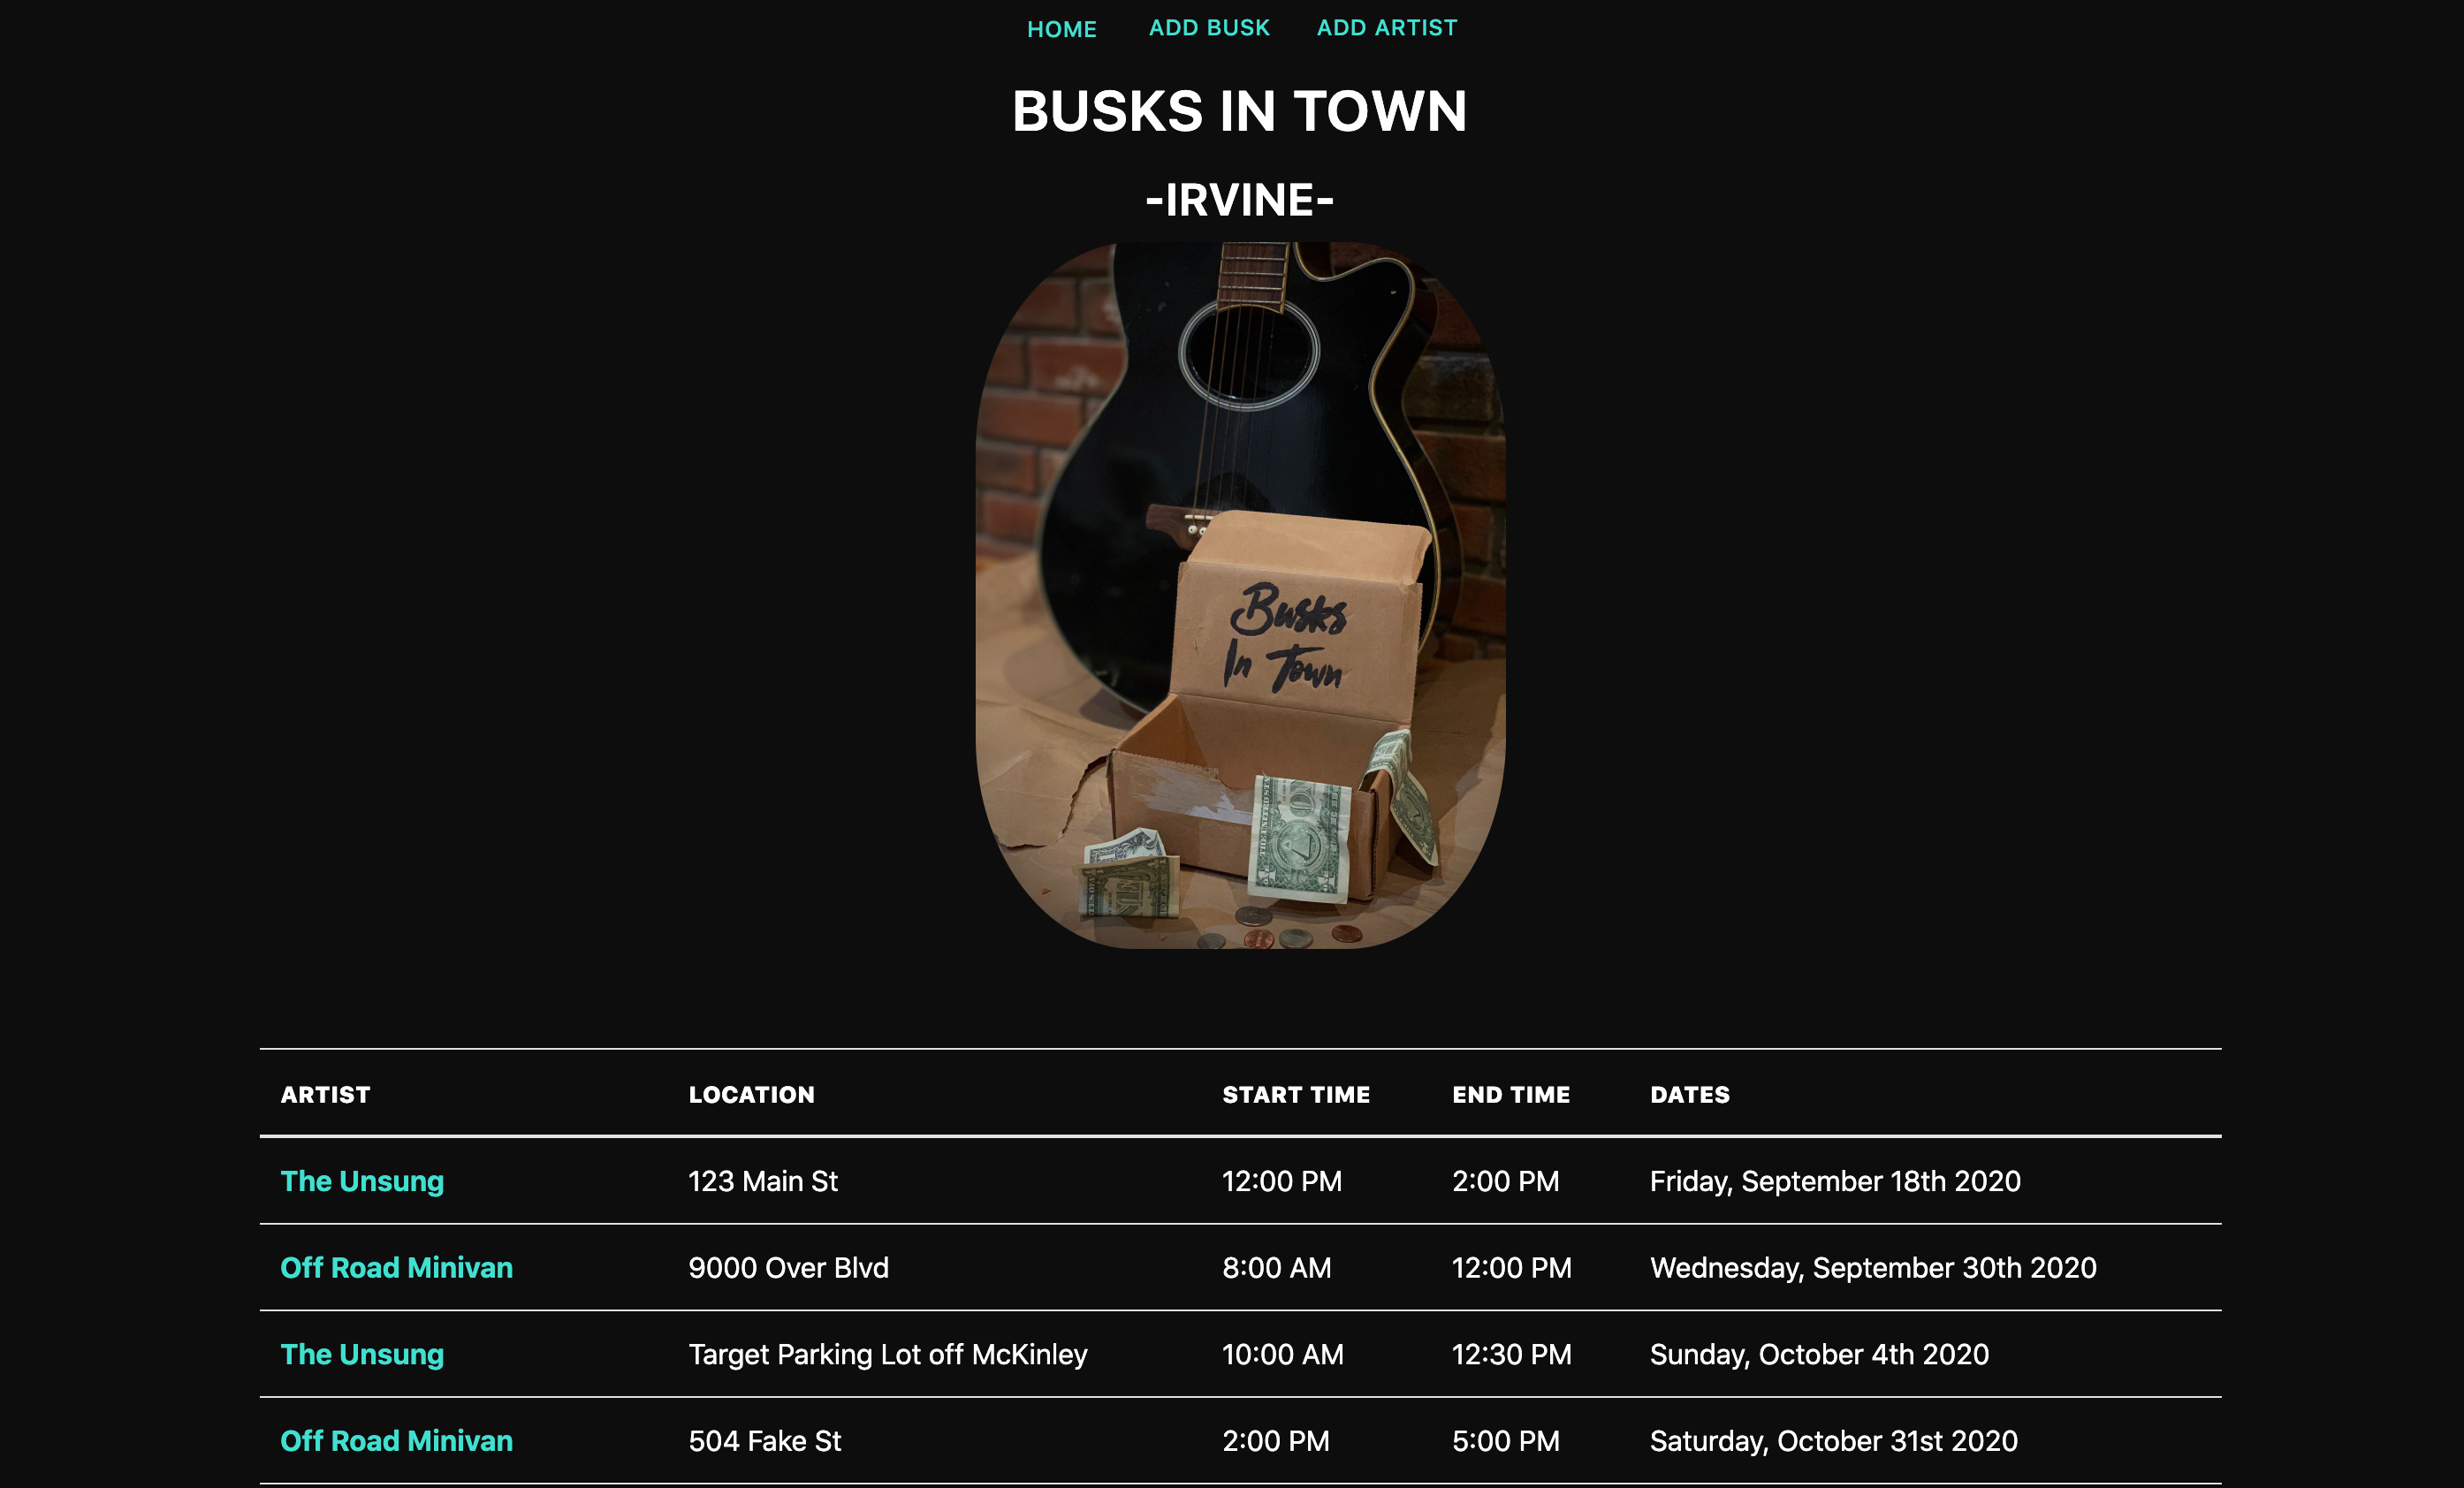 HOME ADD BUSK ADD ARTIST
BUSKS IN TOWN
-IRVINE-
Busks
In Town
ARTIST LOCATION START TIME END TIME DATES
The Unsung 123 Main St 12:00 PM 2:00 PM Friday, September 18th 2020
Off Road Minivan 9000 Over Blvd 8:00 AM 12:00 PM Wednesday, September 30th 2020
The Unsung Target Parking Lot off McKinley 10:00 AM 12:30 PM Sunday, October 4th 2020
Off Road Minivan 504 Fake St 2:00 PM 5:00 PM Saturday, October 31st 2020